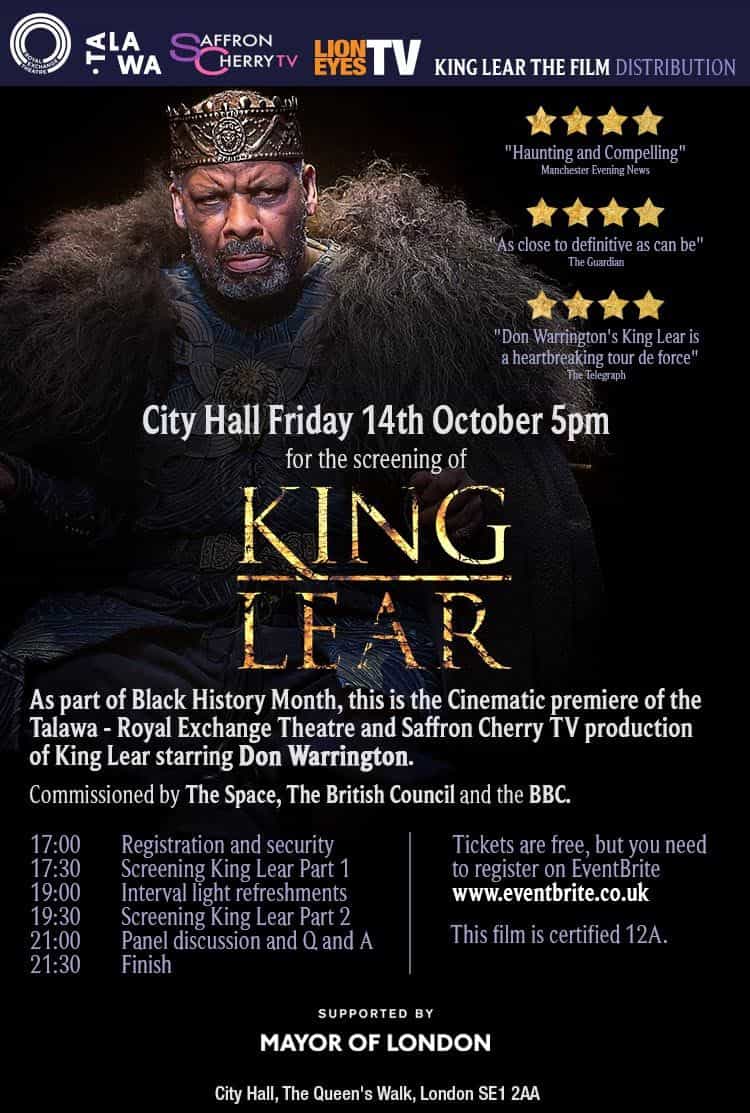 ROYAL EXCHANGE THEATRE
·TA LA
WA
SAFFRON
CHERRY TV
LION
EYES TV
KING LEAR THE FILM DISTRIBUTION
"Haunting and Compelling"
Manchester Evening News
"As close to definitive as can be"
The Guardian
"Don Warrington's King Lear is
a heartbreaking tour de force"
The Telegraph
City Hall Friday 14th October 5pm
for the screening of
KING
LEAR
As part of Black History Month, this is the Cinematic premiere of the
Talawa - Royal Exchange Theatre and Saffron Cherry TV production
of King Lear starring Don Warrington.
Commissioned by The Space, The British Council and the BBC.
17:00 Registration and security
17:30 Screening King Lear Part 1
19:00 Interval light refreshments
19:30 Screening King Lear Part 2
21:00 Panel discussion and Q and A
21:30 Finish
Tickets are free, but you need
to register on EventBrite
www.eventbrite.co.uk
This film is certified 12A.
SUPPORTED BY
MAYOR OF LONDON
City Hall, The Queen's Walk, London SE1 2AA